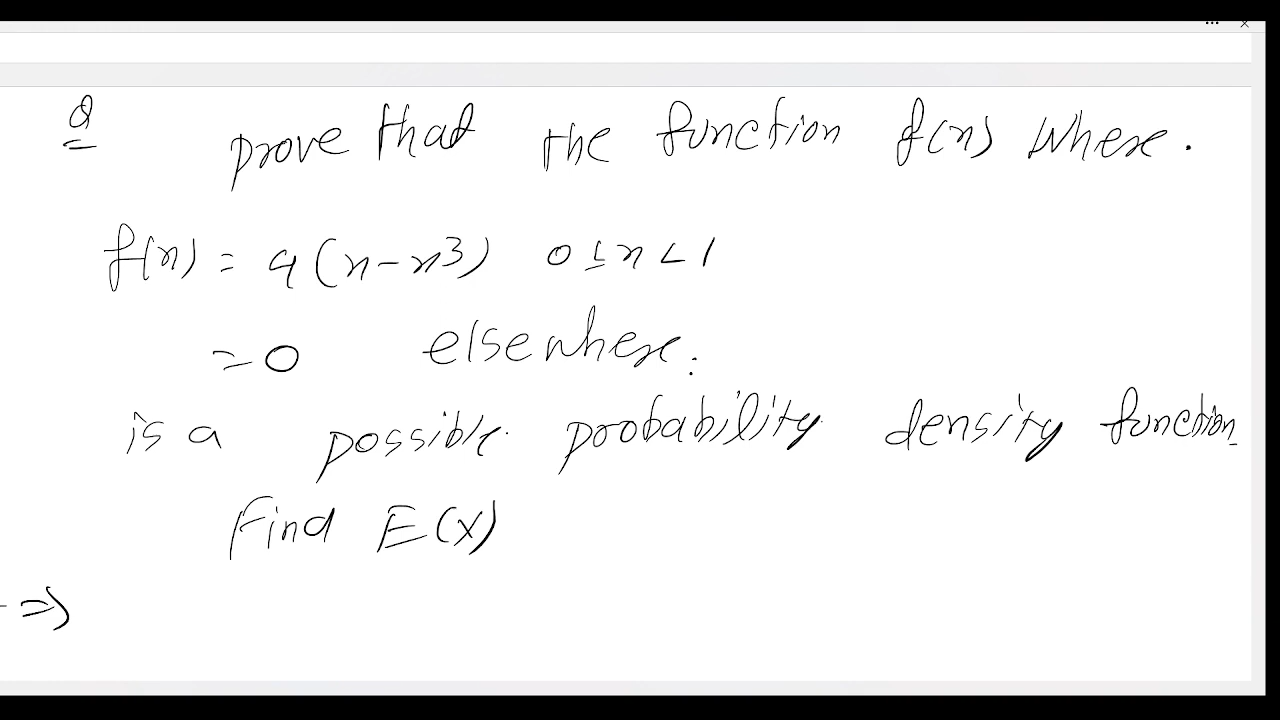 Q
prove that the function f(x) where.
f(x) = 4(x-x3) 0≤x<1
=0 elsewhere.
is a possible probability density function
Find E(X)
⇒